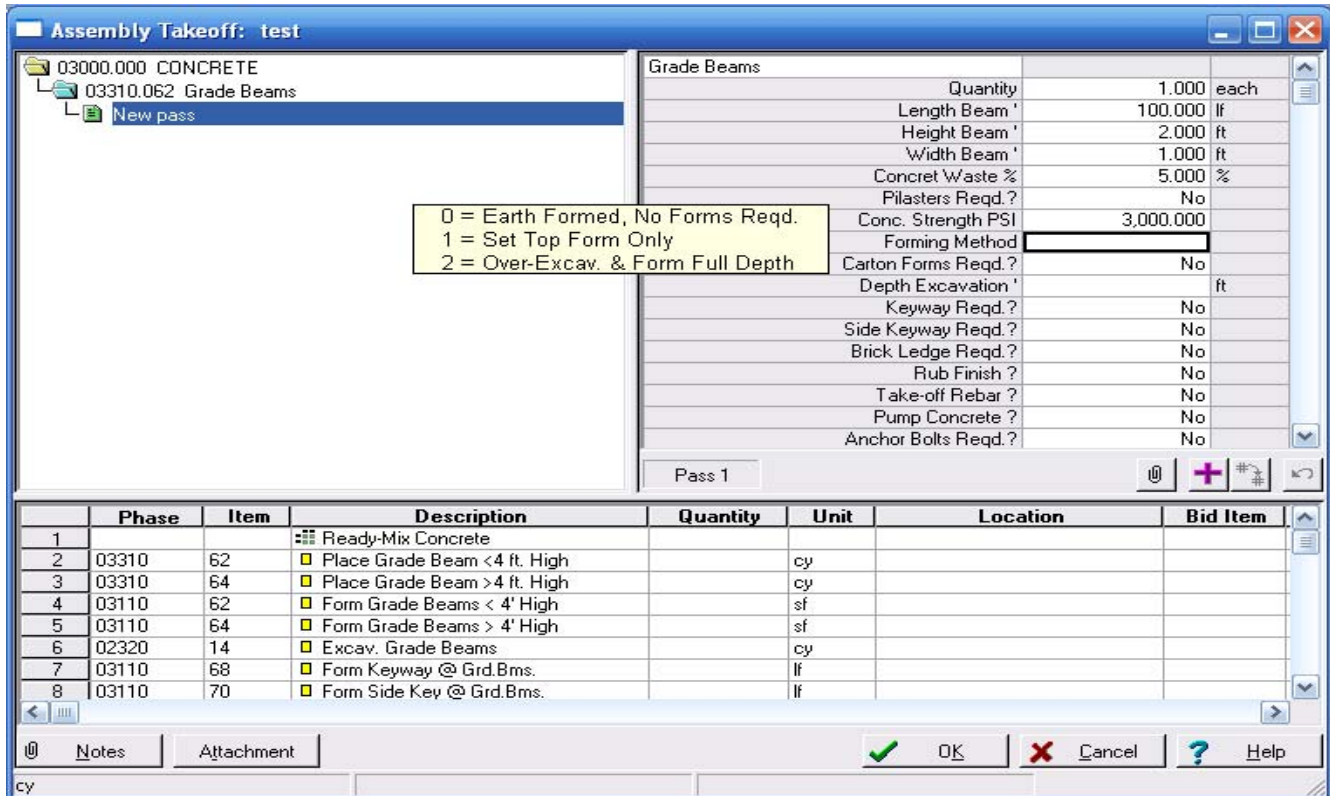 Assembly Takeoff: test
03000.000 CONCRETE
03310.062 Grade Beams
New pass
Grade Beams
Quantity 1.000 each
Length Beam ' 100.000 lf
Height Beam ' 2.000 ft
Width Beam ' 1.000 ft
Concret Waste % 5.000 %
Pilasters Reqd.? No
Conc. Strength PSI 3,000.000
Forming Method
Carton Forms Reqd.? No
Depth Excavation ' ft
Keyway Reqd.? No
Side Keyway Reqd.? No
Brick Ledge Reqd.? No
Rub Finish ? No
Take-off Rebar ? No
Pump Concrete ? No
Anchor Bolts Reqd.? No
0 = Earth Formed, No Forms Reqd.
1 = Set Top Form Only
2 = Over-Excav. & Form Full Depth
Pass 1
Phase Item Description Quantity Unit Location Bid Item
1 Ready-Mix Concrete
2 03310 62 Place Grade Beam <4 ft. High cy
3 03310 64 Place Grade Beam >4 ft. High cy
4 03110 62 Form Grade Beams < 4' High sf
5 03110 64 Form Grade Beams > 4' High sf
6 02320 14 Excav. Grade Beams cy
7 03110 68 Form Keyway @ Grd.Bms. lf
8 03110 70 Form Side Key @ Grd.Bms. lf
Notes Attachment OK Cancel Help
cy